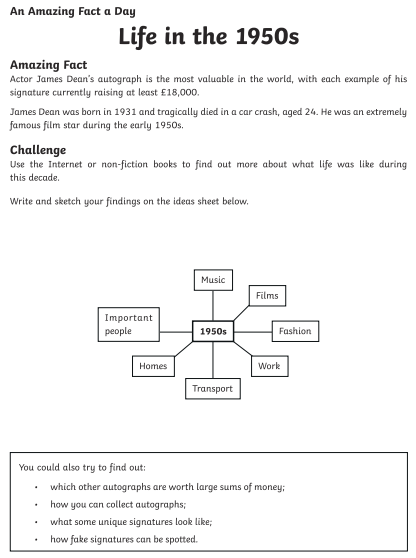 An Amazing Fact a Day
Life in the 1950s
Amazing Fact
Actor James Dean's autograph is the most valuable in the world, with each example of his
signature currently raising at least £18,000.
James Dean was born in 1931 and tragically died in a car crash, aged 24. He was an extremely
famous film star during the early 1950s.
Challenge
Use the Internet or non-fiction books to find out more about what life was like during
this decade.
Write and sketch your findings on the ideas sheet below.
Music
Films
Important
people
1950s
Fashion
Homes
Work
Transport
You could also try to find out:
• which other autographs are worth large sums of money;
• how you can collect autographs;
• what some unique signatures look like;
• how fake signatures can be spotted.